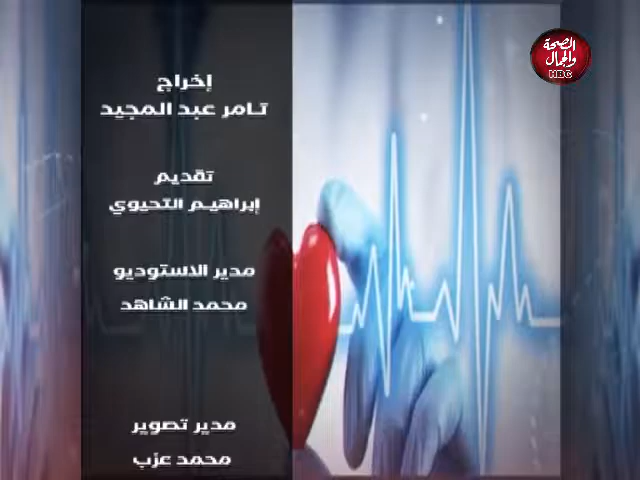 الصحة
والجمال
HBC
إخراج
تامر عبد المجيد
تقديم
إبراهيم التحيوي
مدير الاستوديو
محمد الشاهد
مدير تصوير
محمد عزب